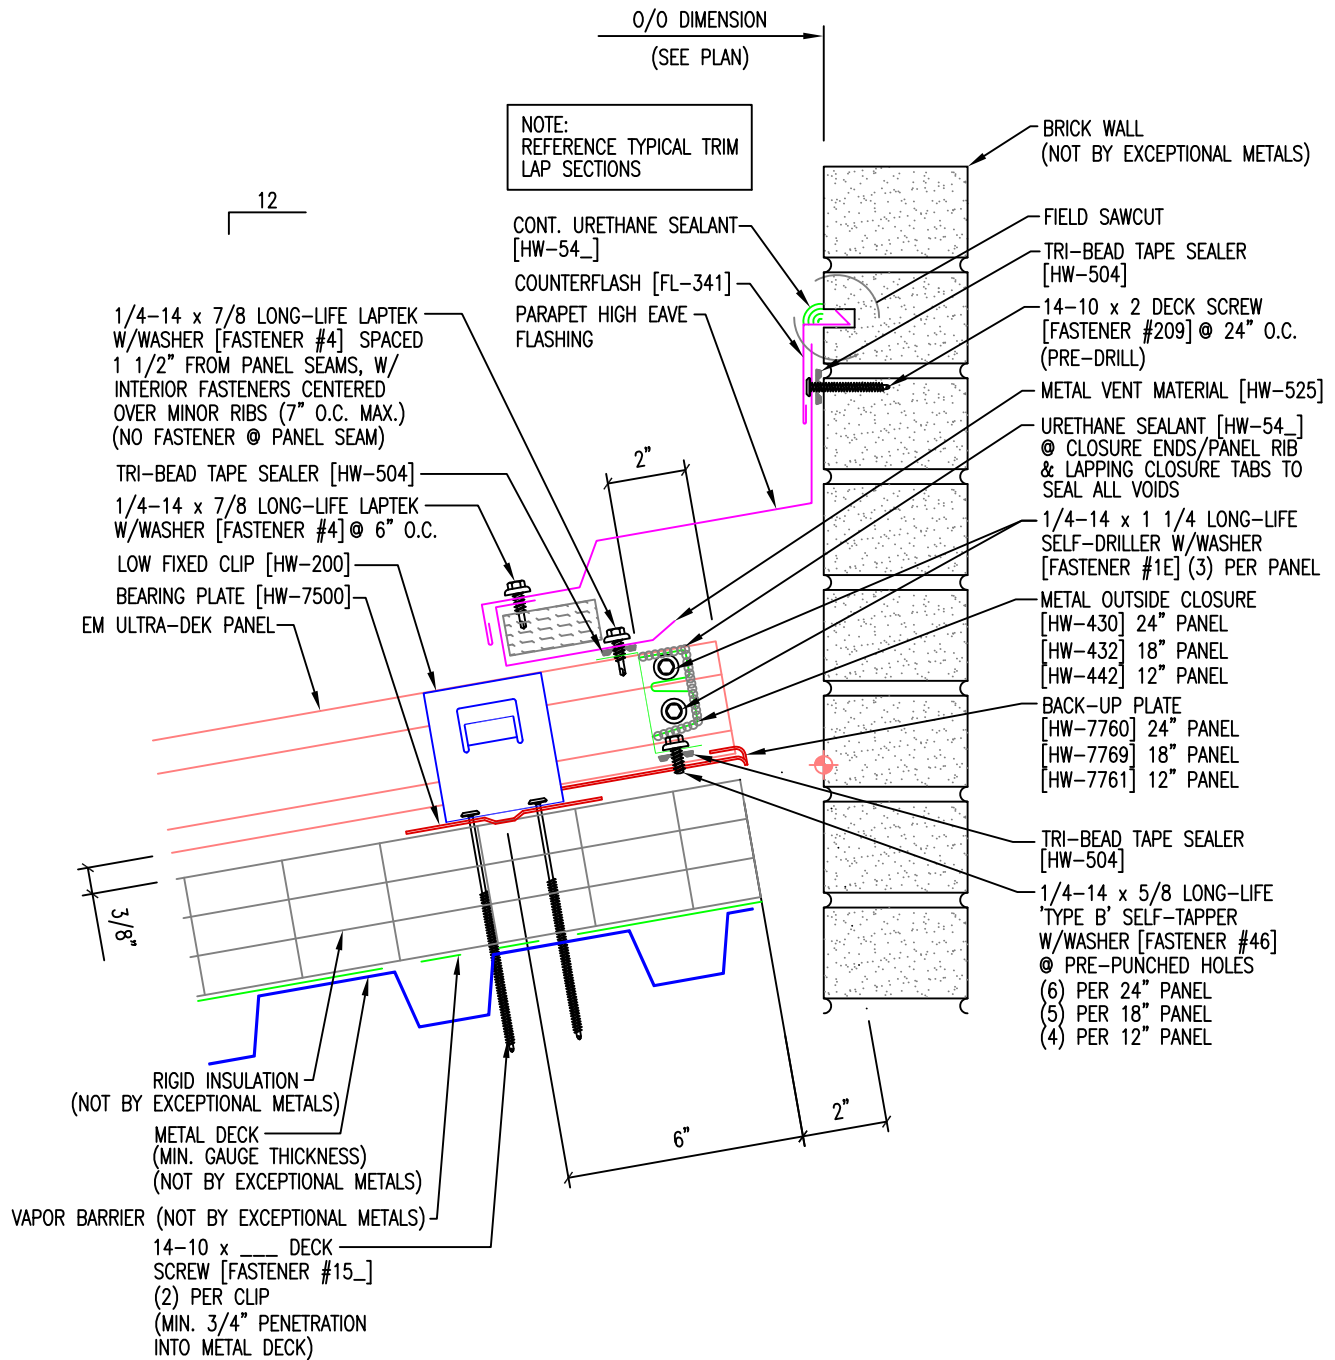 O/O DIMENSION
(SEE PLAN)
NOTE:
REFERENCE TYPICAL TRIM
LAP SECTIONS
12
CONT. URETHANE SEALANT
[HW-54_]
COUNTERFLASH [FL-341]
PARAPET HIGH EAVE
FLASHING
1/4-14 x 7/8 LONG-LIFE LAPTEK
W/WASHER [FASTENER #4] SPACED
1 1/2" FROM PANEL SEAMS, W/
INTERIOR FASTENERS CENTERED
OVER MINOR RIBS (7" O.C. MAX.)
(NO FASTENER @ PANEL SEAM)
TRI-BEAD TAPE SEALER [HW-504]
1/4-14 x 7/8 LONG-LIFE LAPTEK
W/WASHER [FASTENER #4] @ 6" O.C.
LOW FIXED CLIP [HW-200]
BEARING PLATE [HW-7500]
EM ULTRA-DEK PANEL
2"
BRICK WALL
(NOT BY EXCEPTIONAL METALS)
FIELD SAWCUT
TRI-BEAD TAPE SEALER
[HW-504]
14-10 x 2 DECK SCREW
[FASTENER #209] @ 24" O.C.
(PRE-DRILL)
METAL VENT MATERIAL [HW-525]
URETHANE SEALANT [HW-54_]
@ CLOSURE ENDS/PANEL RIB
& LAPPING CLOSURE TABS TO
SEAL ALL VOIDS
1/4-14 x 1 1/4 LONG-LIFE
SELF-DRILLER W/WASHER
[FASTENER #1E] (3) PER PANEL
METAL OUTSIDE CLOSURE
[HW-430] 24" PANEL
[HW-432] 18" PANEL
[HW-442] 12" PANEL
BACK-UP PLATE
[HW-7760] 24" PANEL
[HW-7769] 18" PANEL
[HW-7761] 12" PANEL
TRI-BEAD TAPE SEALER
[HW-504]
1/4-14 x 5/8 LONG-LIFE
'TYPE B' SELF-TAPPER
W/WASHER [FASTENER #46]
@ PRE-PUNCHED HOLES
(6) PER 24" PANEL
(5) PER 18" PANEL
(4) PER 12" PANEL
3/8"
RIGID INSULATION
(NOT BY EXCEPTIONAL METALS)
METAL DECK
(MIN. GAUGE THICKNESS)
(NOT BY EXCEPTIONAL METALS)
VAPOR BARRIER (NOT BY EXCEPTIONAL METALS)
14-10 x ___ DECK
SCREW [FASTENER #15_]
(2) PER CLIP
(MIN. 3/4" PENETRATION
INTO METAL DECK)
6"
2"